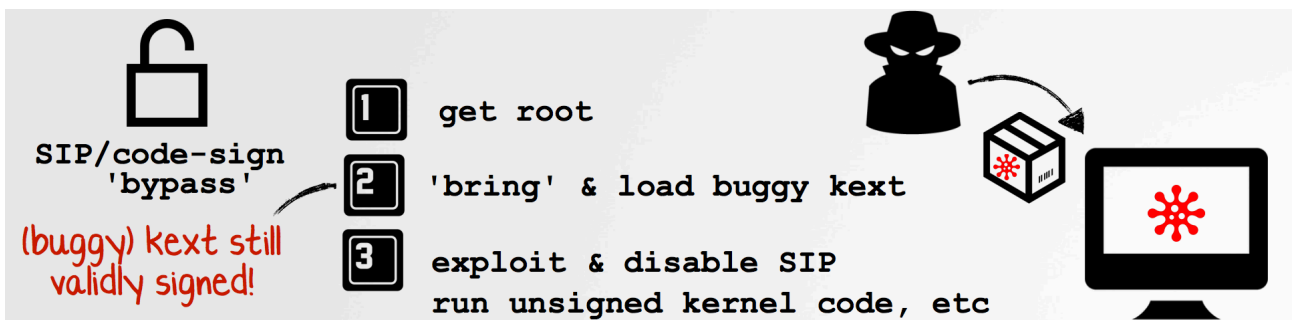 SIP/code-sign
'bypass'
(buggy) kext still
validly signed!
1 get root
2 'bring' & load buggy kext
3 exploit & disable SIP
run unsigned kernel code, etc